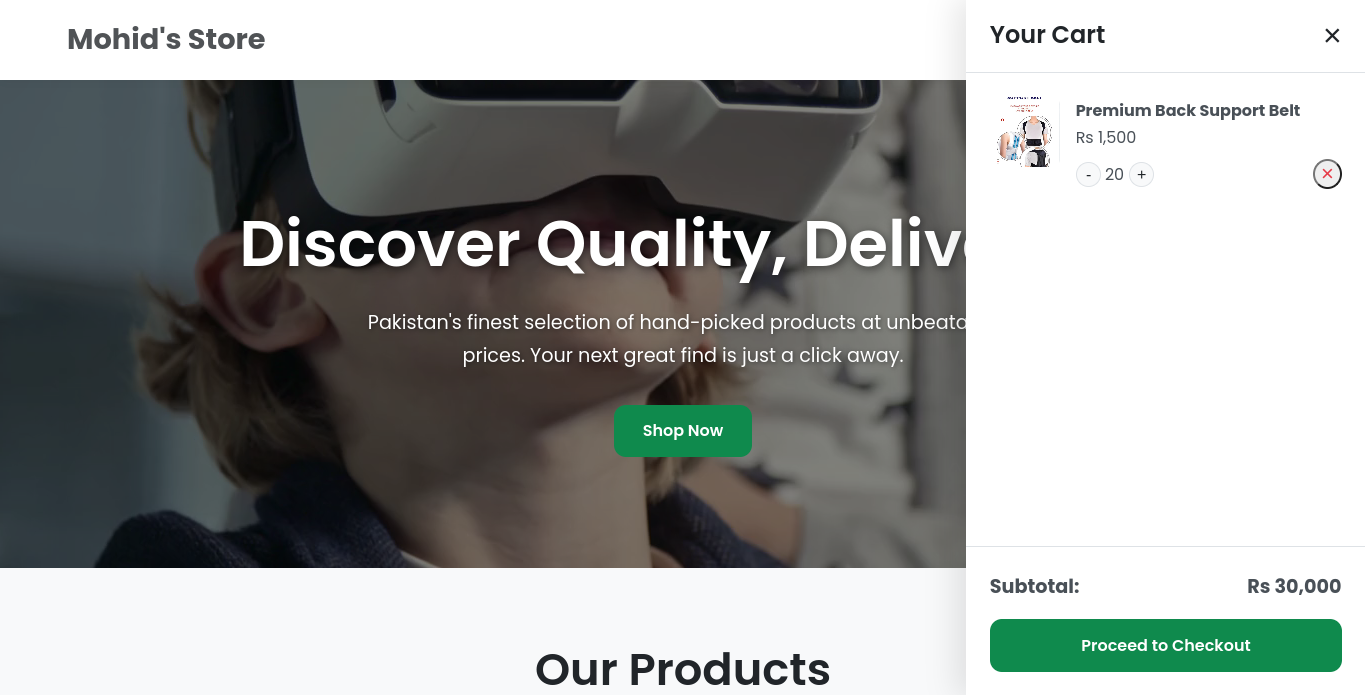 Mohid's Store
Discover Quality, Delive
Pakistan's finest selection of hand-picked products at unbeata
prices. Your next great find is just a click away.
Shop Now
Our Products
Your Cart
✕
Premium Back Support Belt
Rs 1,500
- 20 +
✕
Subtotal: Rs 30,000
Proceed to Checkout